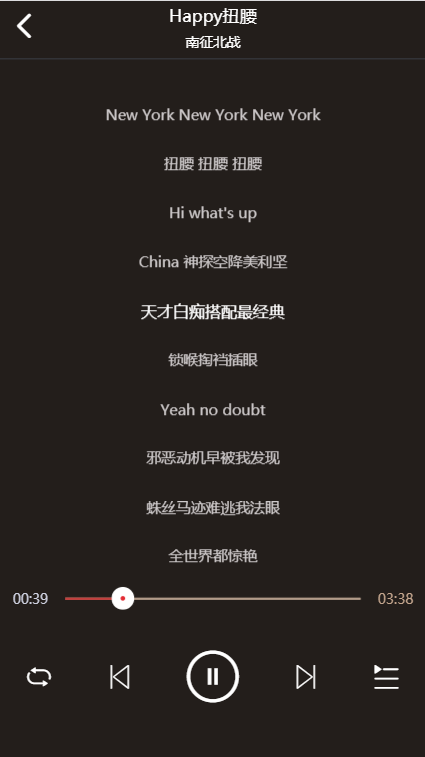 Happy扭腰
南征北战
New York New York New York
扭腰 扭腰 扭腰
Hi what's up
China 神探空降美利坚
天才白痴搭配最经典
锁喉掏裆插眼
Yeah no doubt
邪恶动机早被我发现
蛛丝马迹难逃我法眼
全世界都惊艳
00:39 03:38